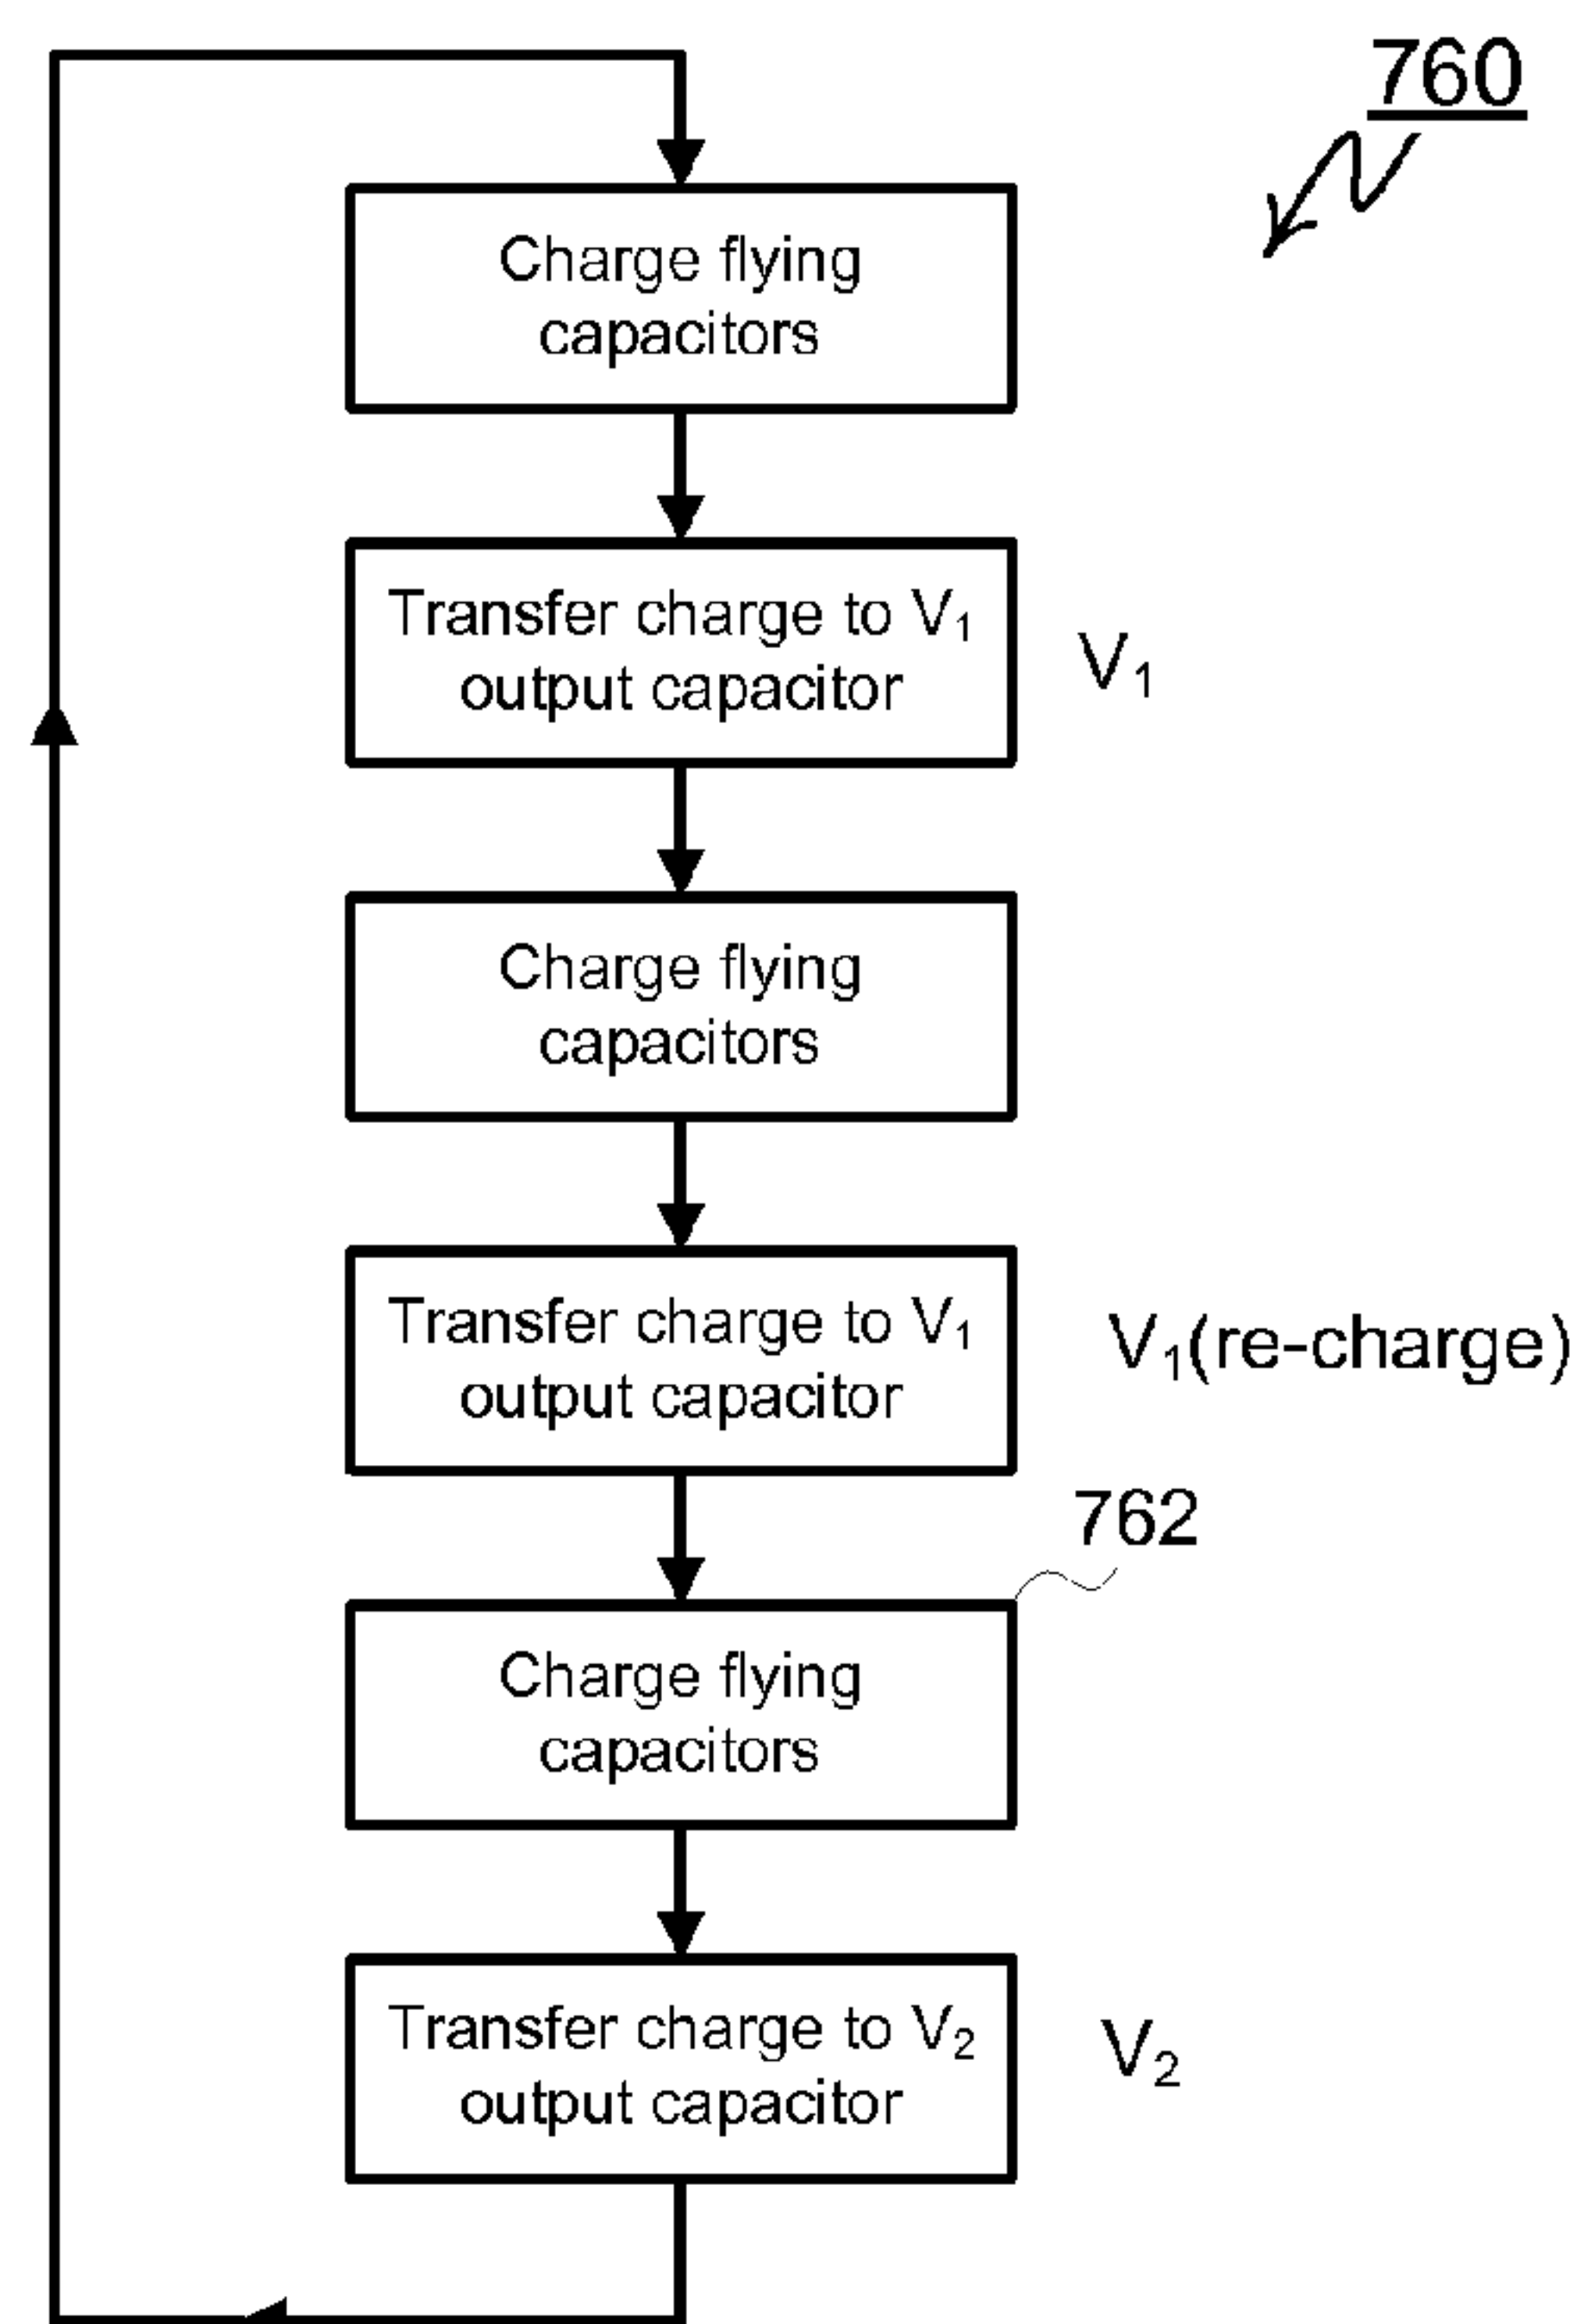 760
Charge flying
capacitors
Transfer charge to V₁
output capacitor
V₁
Charge flying
capacitors
Transfer charge to V₁
output capacitor
V₁(re-charge)
762
Charge flying
capacitors
Transfer charge to V₂
output capacitor
V₂